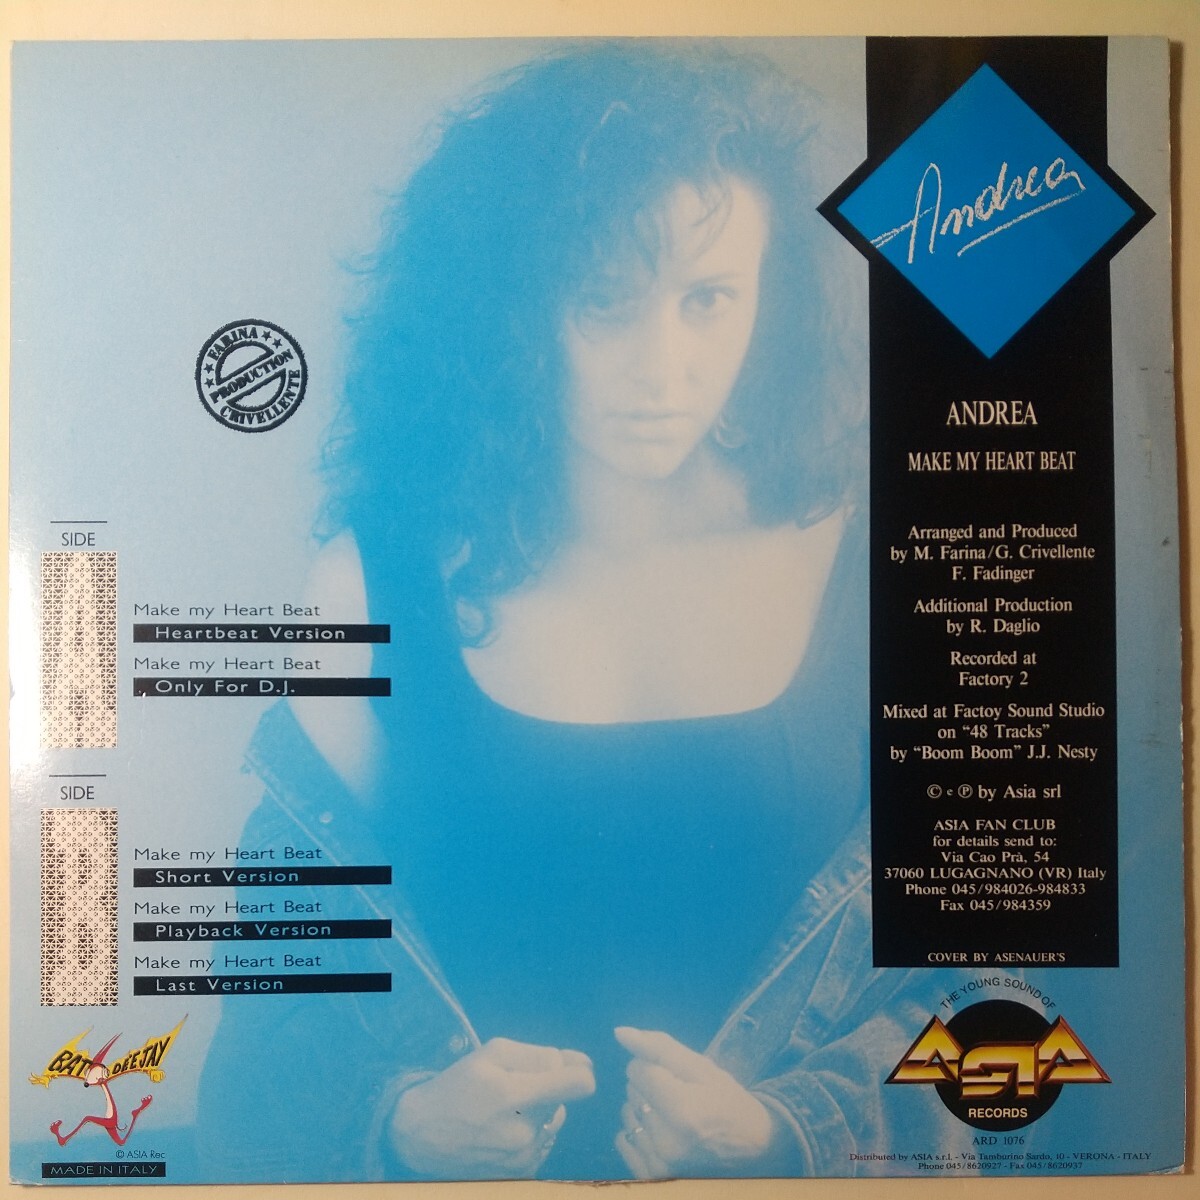 FARINA
PRODUCTION
CRIVELLENTE
SIDE
Make my Heart Beat
Heartbeat Version
Make my Heart Beat
Only For D.J.
SIDE
Make my Heart Beat
Short Version
Make my Heart Beat
Playback Version
Make my Heart Beat
Last Version
BAT DEEJAY
© ASIA Rec
MADE IN ITALY
Andrea
ANDREA
MAKE MY HEART BEAT
Arranged and Produced
by M. Farina/G. Crivellente
F. Fadinger
Additional Production
by R. Daglio
Recorded at
Factory 2
Mixed at Factoy Sound Studio
on "48 Tracks"
by "Boom Boom" J.J. Nesty
© e ℗ by Asia srl
ASIA FAN CLUB
for details send to:
Via Cao Prà, 54
37060 LUGAGNANO (VR) Italy
Phone 045/984026-984833
Fax 045/984359
COVER BY ASENAUER'S
THE YOUNG SOUND OF
ASIA
RECORDS
ARD 1076
Distributed by ASIA s.r.l. - Via Tamburino Sardo, 10 - VERONA - ITALY
Phone 045/8620927 - Fax 045/8620937